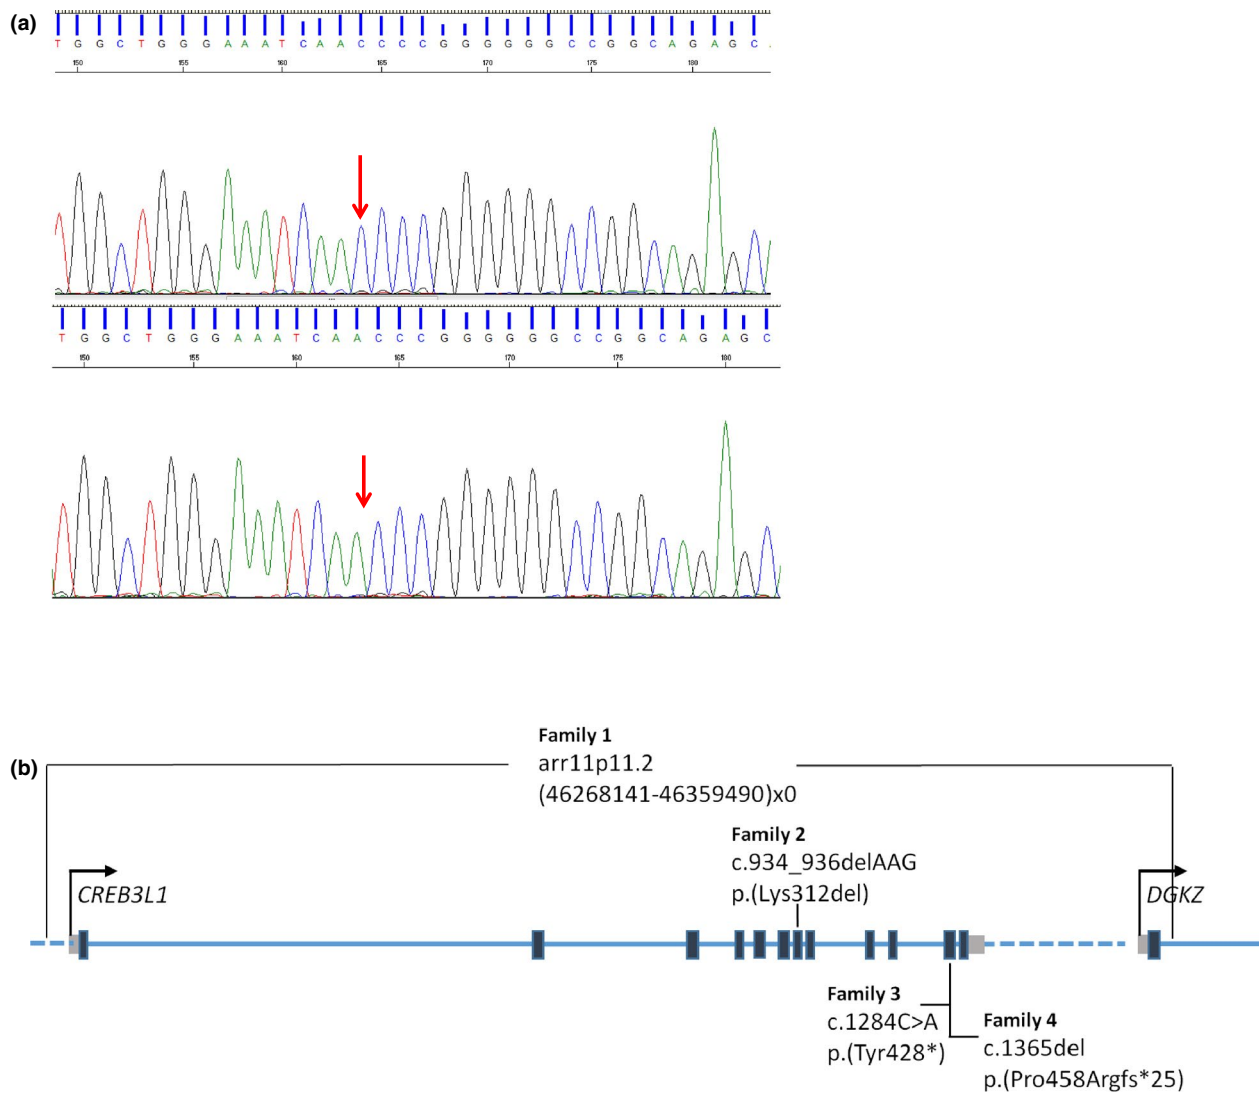 (a)
T G G C T G G G A A A T C A A C C C C G G G G G G C C G G C A G A G C .
150 155 160 165 170 175 180
T G G C T G G G A A A T C A A C C C G G G G G G C C G G C A G A G C
150 155 160 165 170 175 180
(b)
Family 1
arr11p11.2
(46268141-46359490)x0
Family 2
c.934_936delAAG
p.(Lys312del)
CREB3L1
DGKZ
Family 3
c.1284C>A
p.(Tyr428*)
Family 4
c.1365del
p.(Pro458Argfs*25)